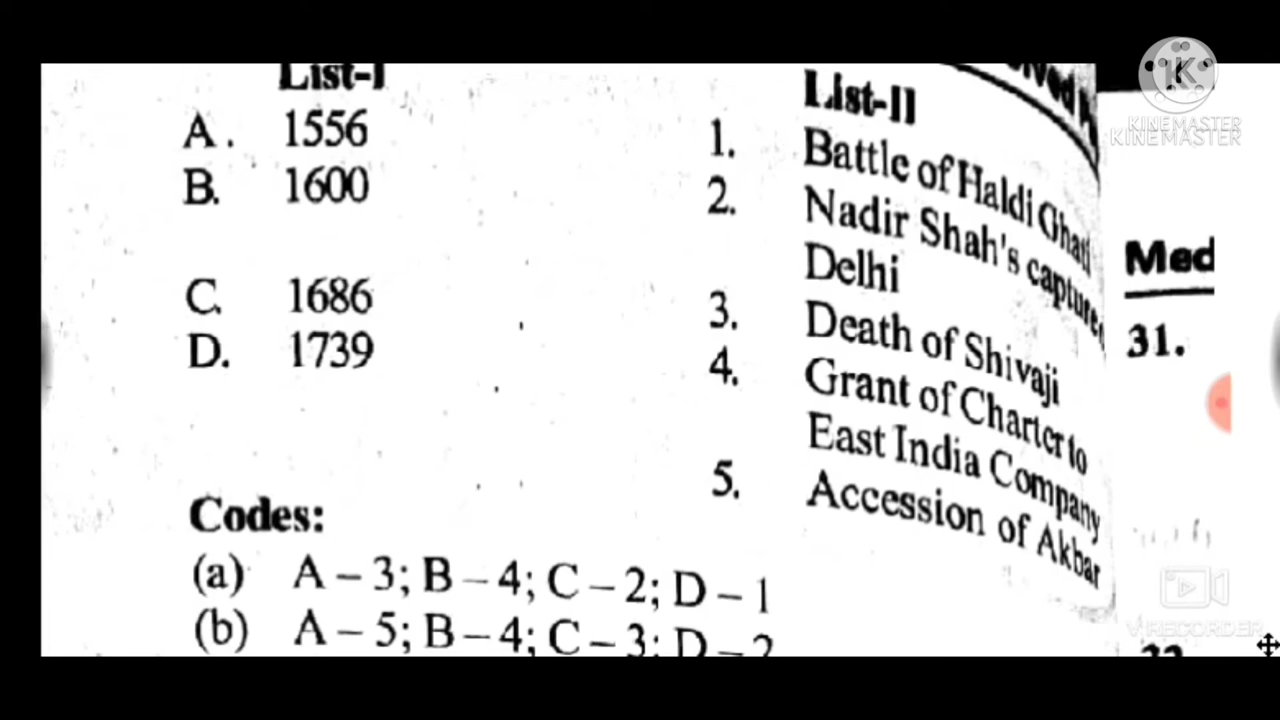 List-I
A. 1556
B. 1600
C. 1686
D. 1739
List-II
1. Battle of Haldi Ghati
2. Nadir Shah's capture
Delhi
3. Death of Shivaji
4. Grant of Charter to
East India Company
5. Accession of Akbar
Codes:
(a) A – 3; B – 4; C – 2; D – 1
(b) A – 5; B – 4; C – 3; D – 2
KINEMASTER
KINEMASTER
Med
31.
VRECORDER